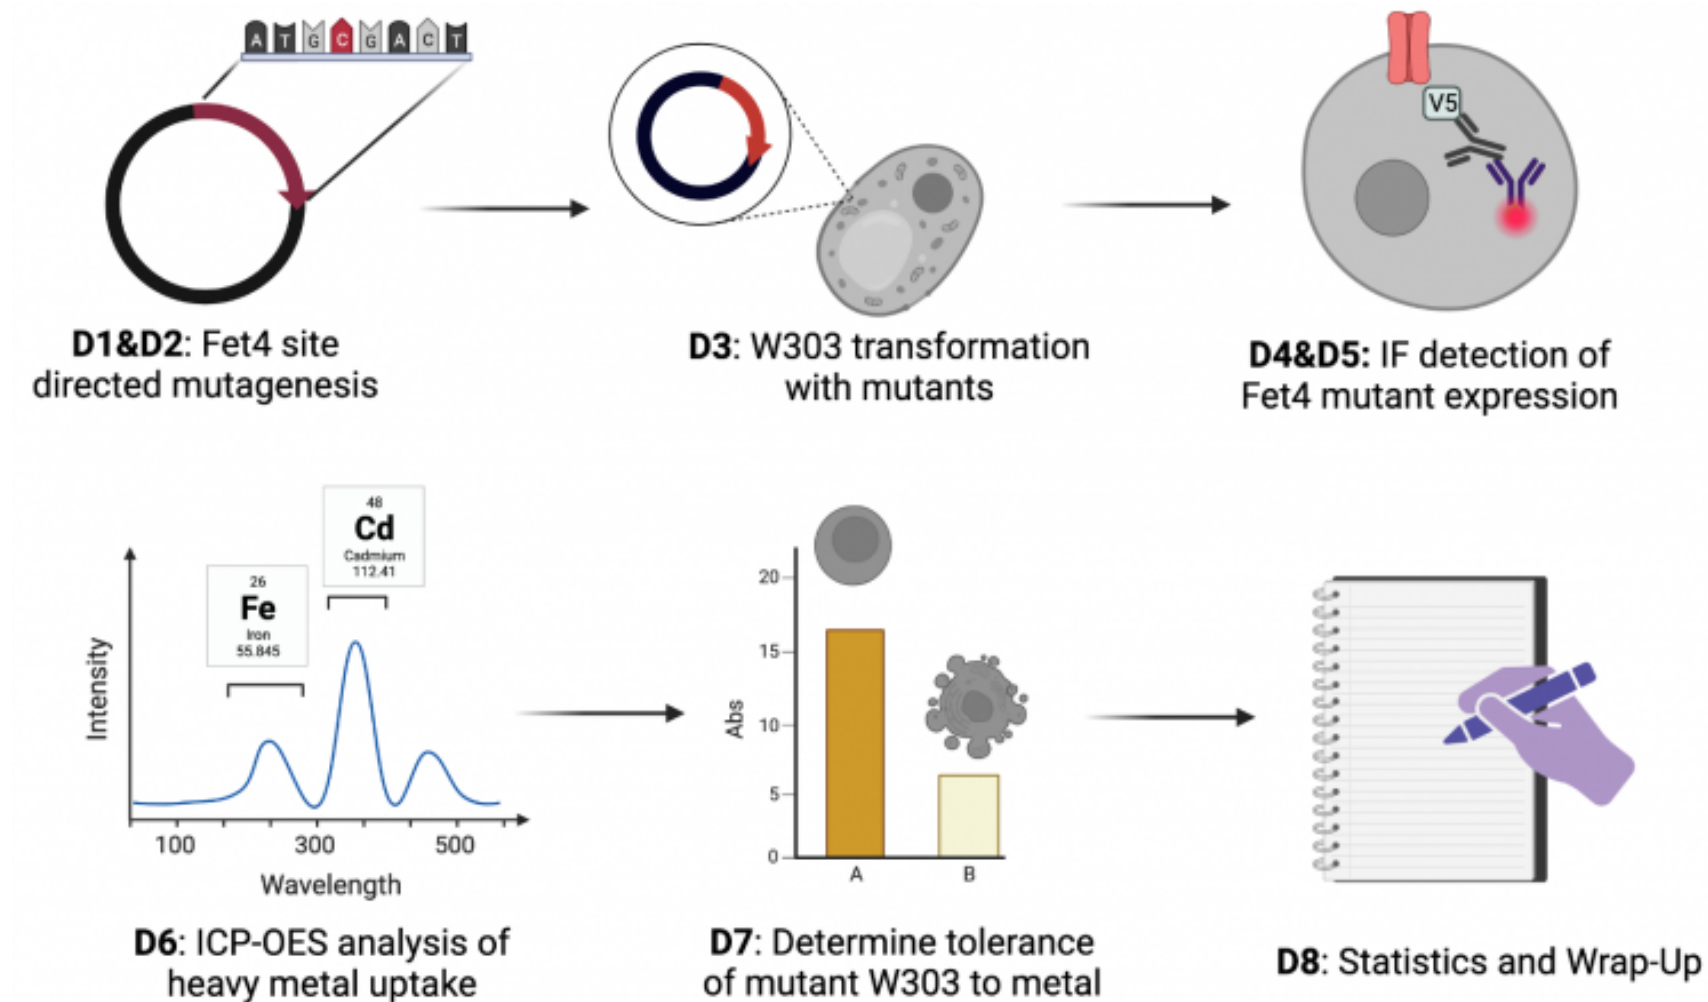 A T G C G A C T
V5
D1&D2: Fet4 site
directed mutagenesis
D3: W303 transformation
with mutants
D4&D5: IF detection of
Fet4 mutant expression
48
Cd
Cadmium
112.41
26
Fe
Iron
55.845
Intensity
100 300 500
Wavelength
20
15
10
5
0
Abs
A B
D6: ICP-OES analysis of
heavy metal uptake
D7: Determine tolerance
of mutant W303 to metal
D8: Statistics and Wrap-Up